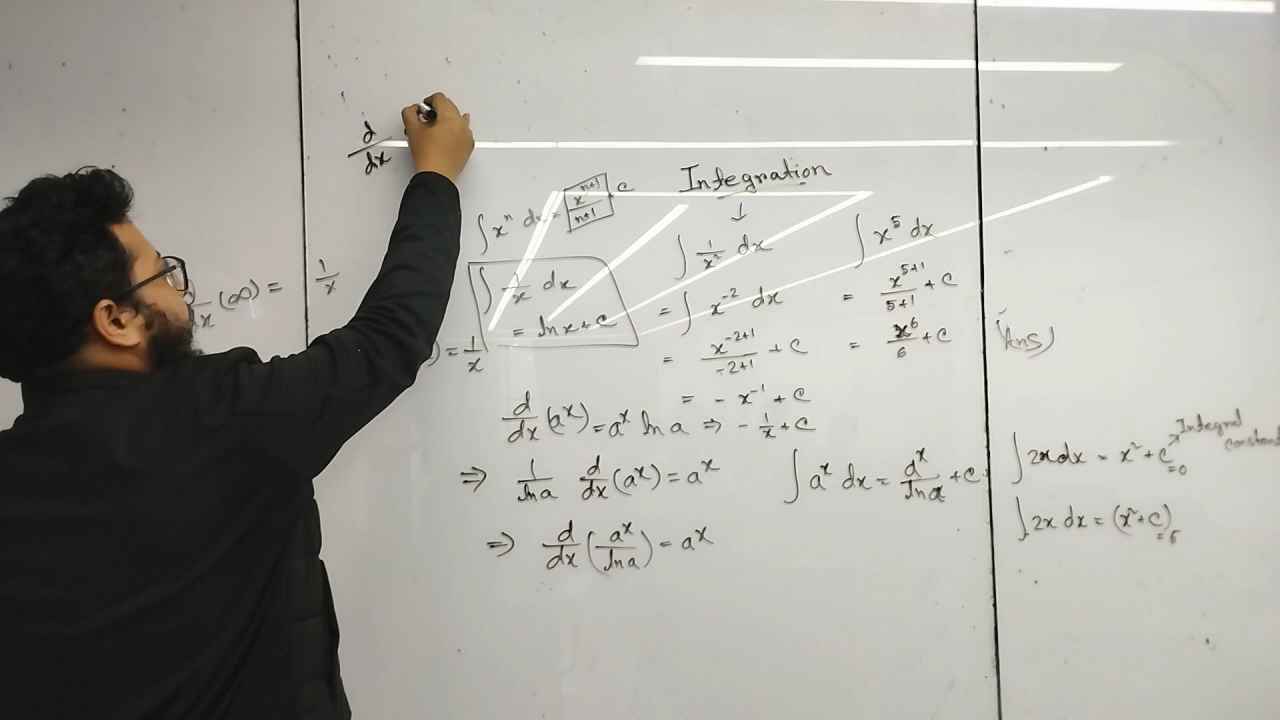 d/dx
Integration
↓
∫ xⁿ dx = xⁿ⁺¹/n+1 + c
∫ 1/x dx
= ln x + c
∫ 1/x² dx
= ∫ x⁻² dx
= x⁻²⁺¹/-2+1 + c
= - x⁻¹ + c
⇒ - 1/x + c
∫ x⁵ dx
= x⁵⁺¹/5+1 + c
= x⁶/6 + c
(Ans)
= 1/x
= 1/x
d/dx (aˣ) = aˣ ln a
⇒ 1/ln a d/dx (aˣ) = aˣ
⇒ d/dx (aˣ/ln a) = aˣ
∫ aˣ dx = aˣ/ln a + c
Integral
constant
∫ 2x dx = x² + c = 0
∫ 2x dx = (x² + c)